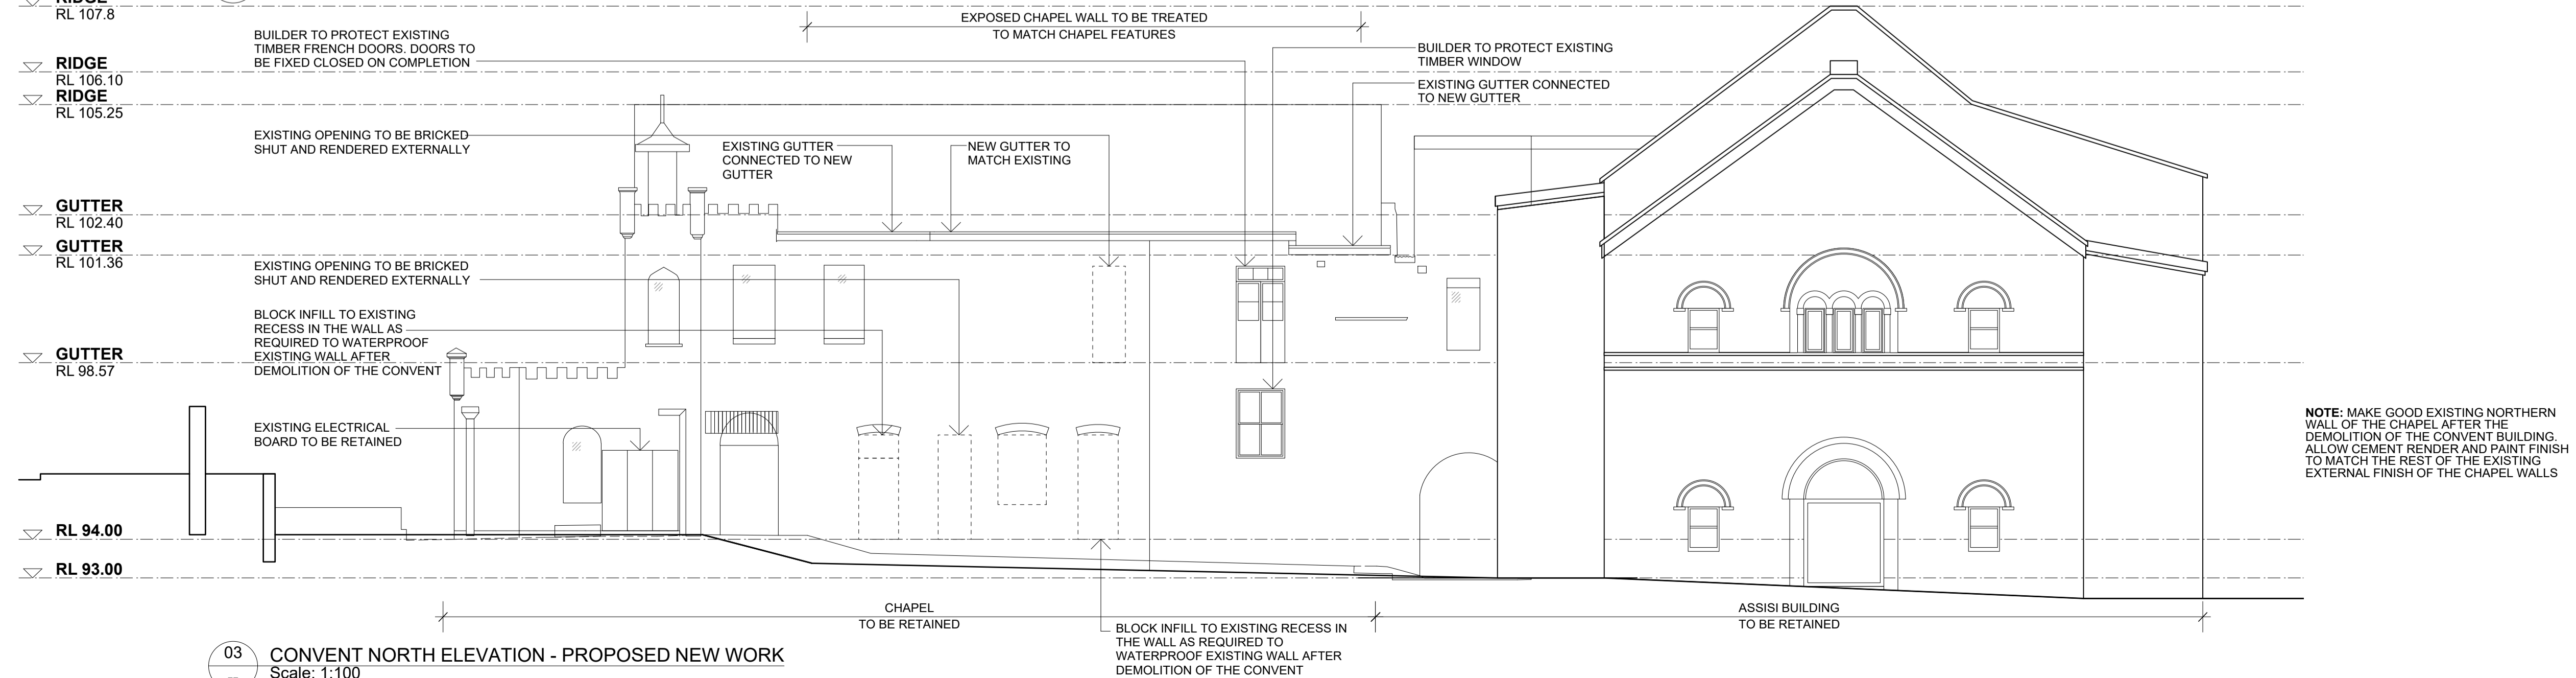 RIDGE
RL 107.8
RIDGE
RL 106.10
RIDGE
RL 105.25
GUTTER
RL 102.40
GUTTER
RL 101.36
GUTTER
RL 98.57
RL 94.00
RL 93.00
BUILDER TO PROTECT EXISTING
TIMBER FRENCH DOORS. DOORS TO
BE FIXED CLOSED ON COMPLETION
EXISTING OPENING TO BE BRICKED
SHUT AND RENDERED EXTERNALLY
EXISTING OPENING TO BE BRICKED
SHUT AND RENDERED EXTERNALLY
BLOCK INFILL TO EXISTING
RECESS IN THE WALL AS
REQUIRED TO WATERPROOF
EXISTING WALL AFTER
DEMOLITION OF THE CONVENT
EXISTING ELECTRICAL
BOARD TO BE RETAINED
EXPOSED CHAPEL WALL TO BE TREATED
TO MATCH CHAPEL FEATURES
EXISTING GUTTER
CONNECTED TO NEW
GUTTER
NEW GUTTER TO
MATCH EXISTING
BUILDER TO PROTECT EXISTING
TIMBER WINDOW
EXISTING GUTTER CONNECTED
TO NEW GUTTER
NOTE: MAKE GOOD EXISTING NORTHERN
WALL OF THE CHAPEL AFTER THE
DEMOLITION OF THE CONVENT BUILDING.
ALLOW CEMENT RENDER AND PAINT FINISH
TO MATCH THE REST OF THE EXISTING
EXTERNAL FINISH OF THE CHAPEL WALLS
CHAPEL
TO BE RETAINED
ASSISI BUILDING
TO BE RETAINED
BLOCK INFILL TO EXISTING RECESS IN
THE WALL AS REQUIRED TO
WATERPROOF EXISTING WALL AFTER
DEMOLITION OF THE CONVENT
03
CONVENT NORTH ELEVATION - PROPOSED NEW WORK
Scale: 1:100